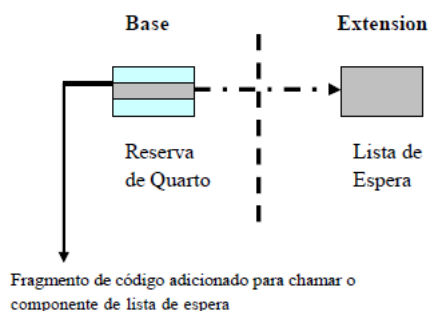 Base
Extension
Reserva
de Quarto
Lista de
Espera
Fragmento de código adicionado para chamar o
componente de lista de espera